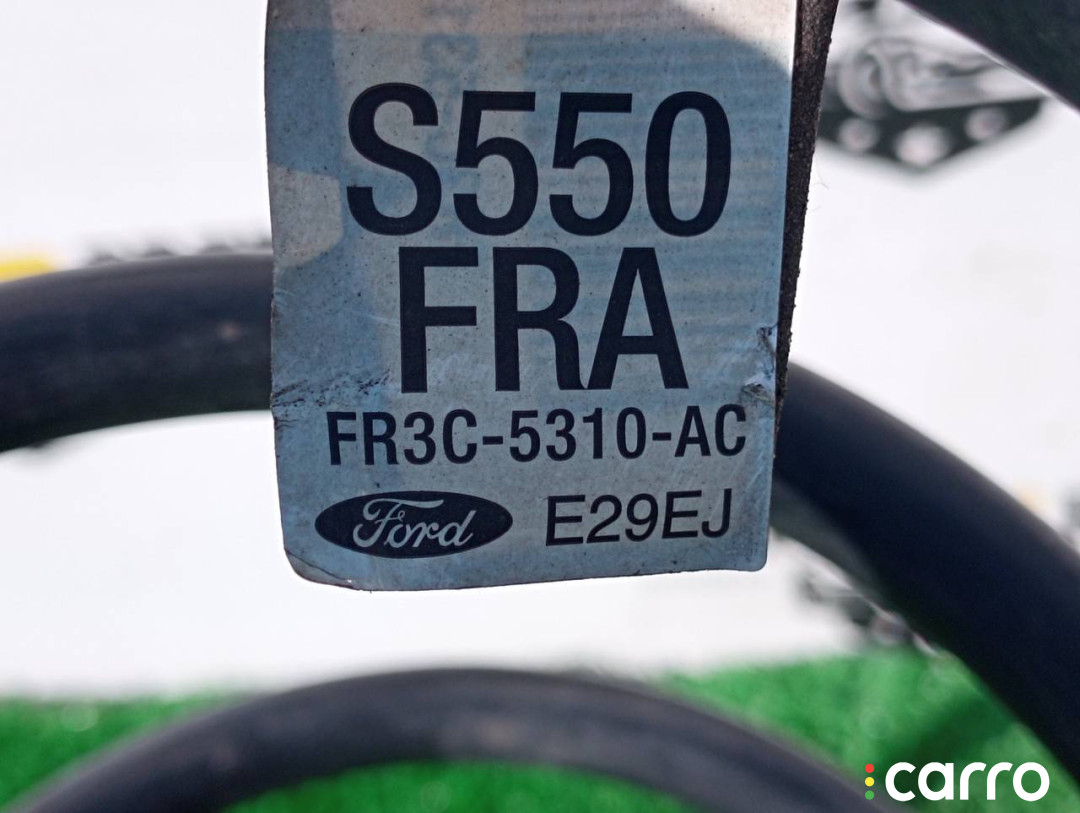 S550
FRA
FR3C-5310-AC
Ford E29EJ
carro